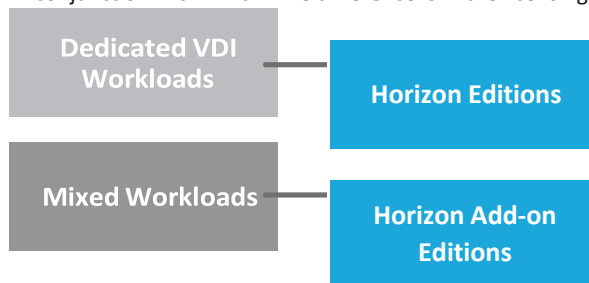 Dedicated VDI
Workloads
Horizon Editions
Mixed Workloads
Horizon Add-on
Editions